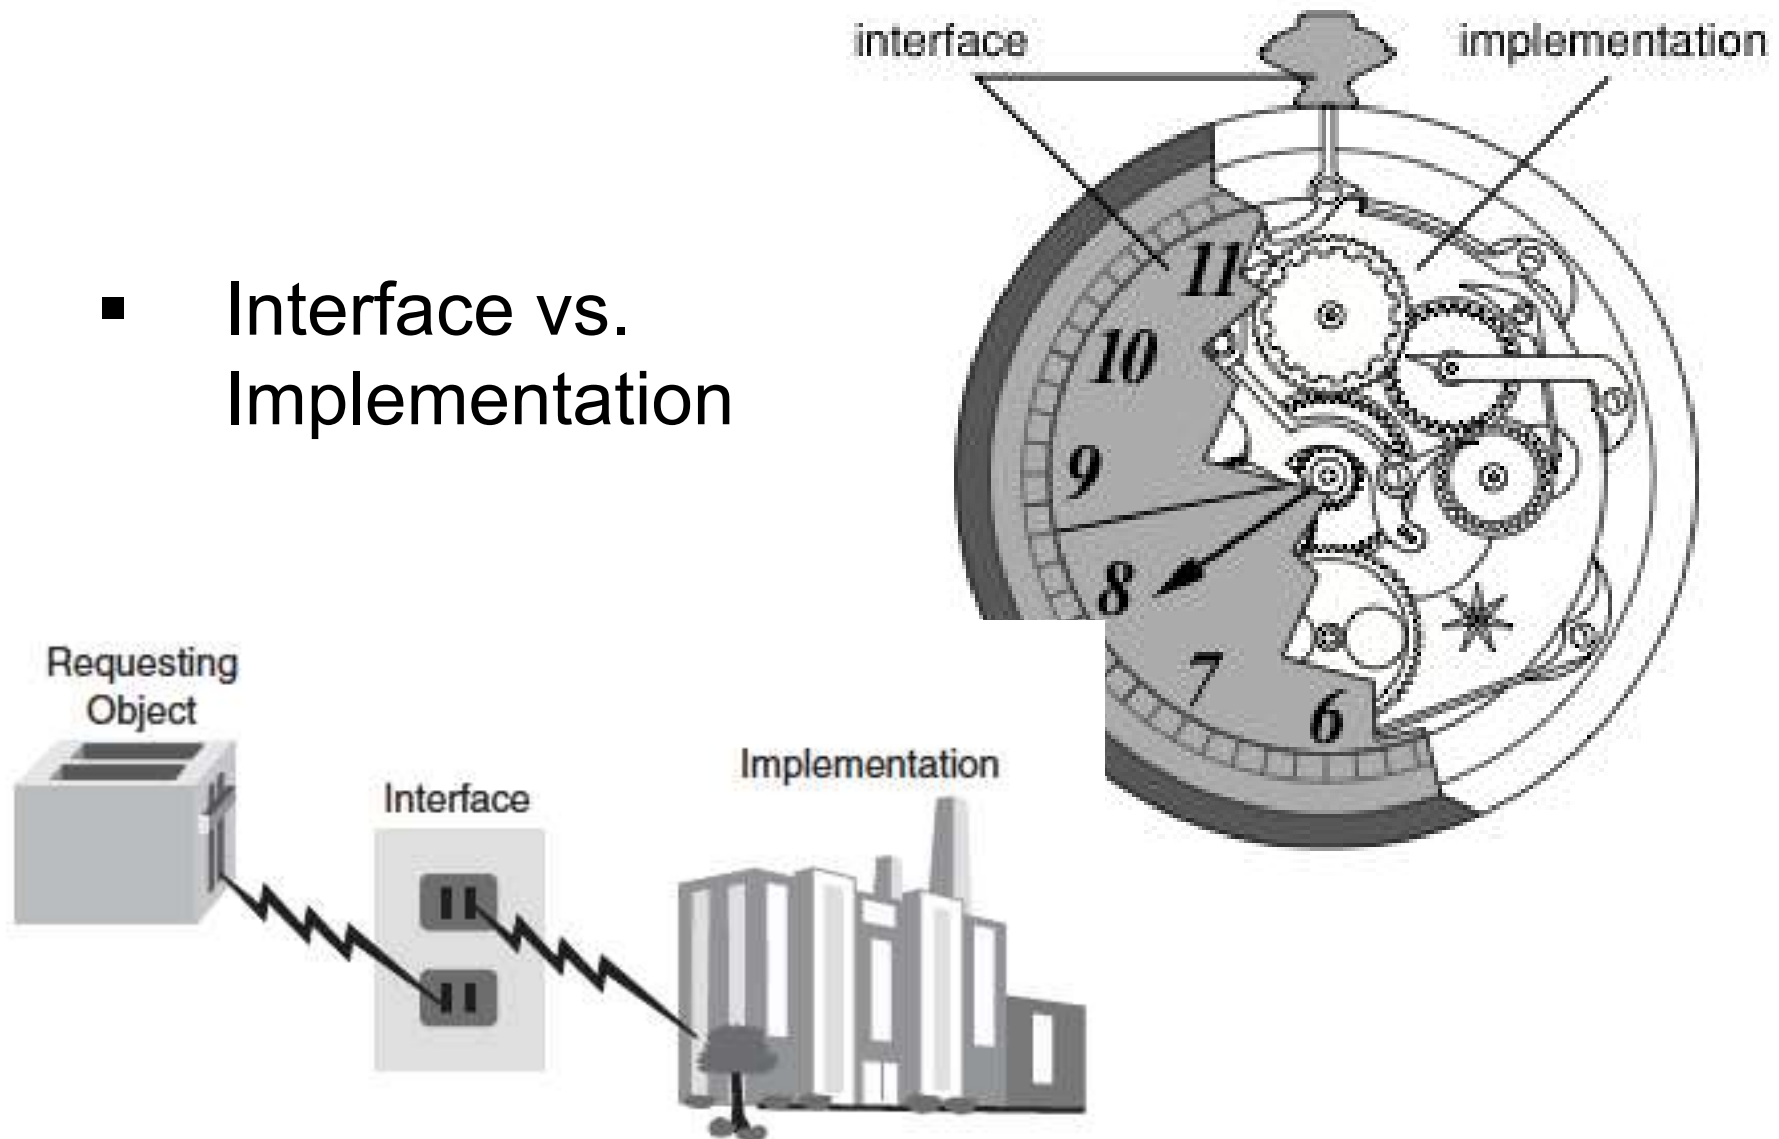 interface
implementation
▪ Interface vs.
Implementation
11
10
9
8
7
6
Requesting
Object
Interface
Implementation